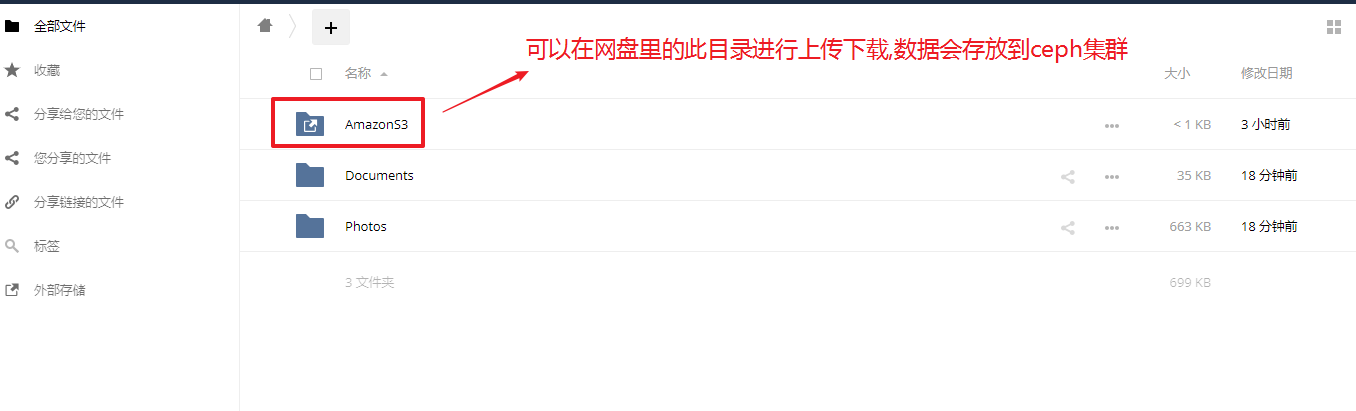 全部文件
收藏
分享给您的文件
您分享的文件
分享链接的文件
标签
外部存储
+
可以在网盘里的此目录进行上传下载,数据会存放到ceph集群
名称 大小 修改日期
AmazonS3 < 1 KB 3 小时前
Documents 35 KB 18 分钟前
Photos 663 KB 18 分钟前
3 文件夹 699 KB